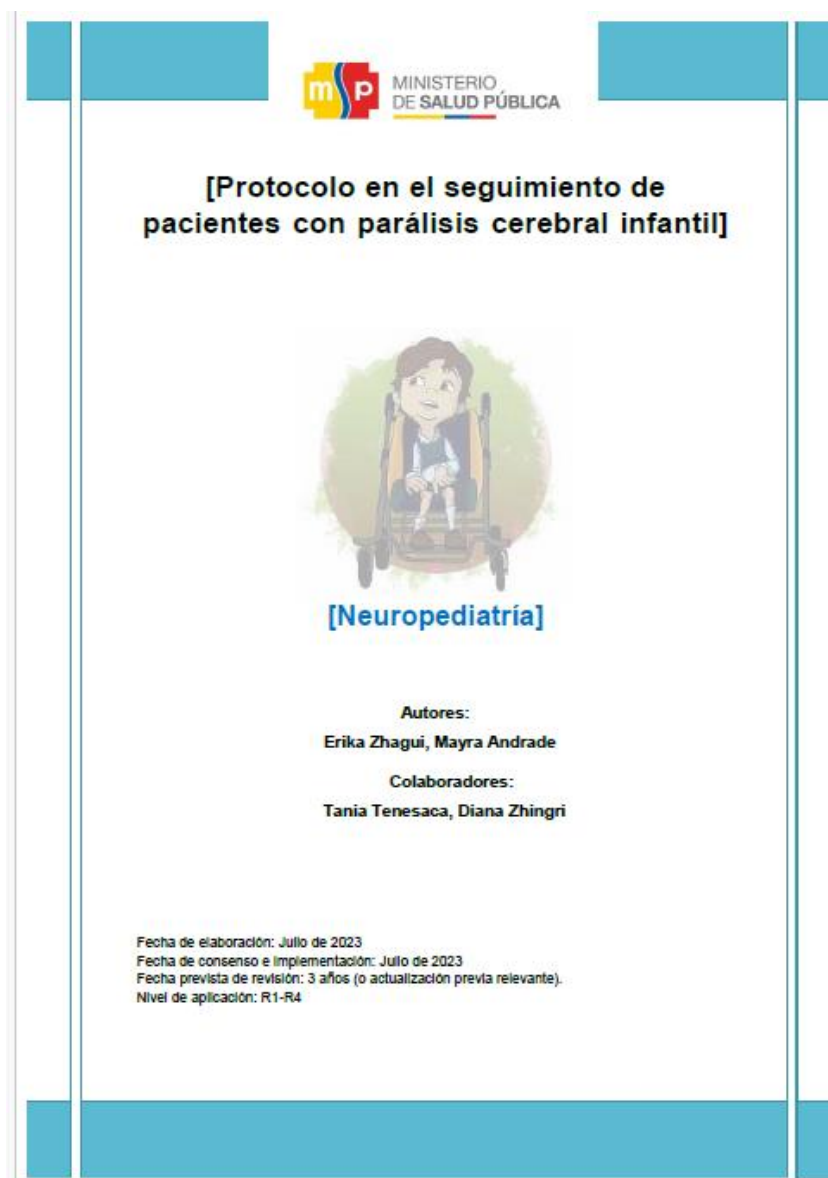 msp MINISTERIO
DE SALUD PÚBLICA
[Protocolo en el seguimiento de
pacientes con parálisis cerebral infantil]
[Neuropediatría]
Autores:
Erika Zhagui, Mayra Andrade
Colaboradores:
Tania Tenesaca, Diana Zhingri
Fecha de elaboración: Julio de 2023
Fecha de consenso e implementación: Julio de 2023
Fecha prevista de revisión: 3 años (o actualización previa relevante).
Nivel de aplicación: R1-R4